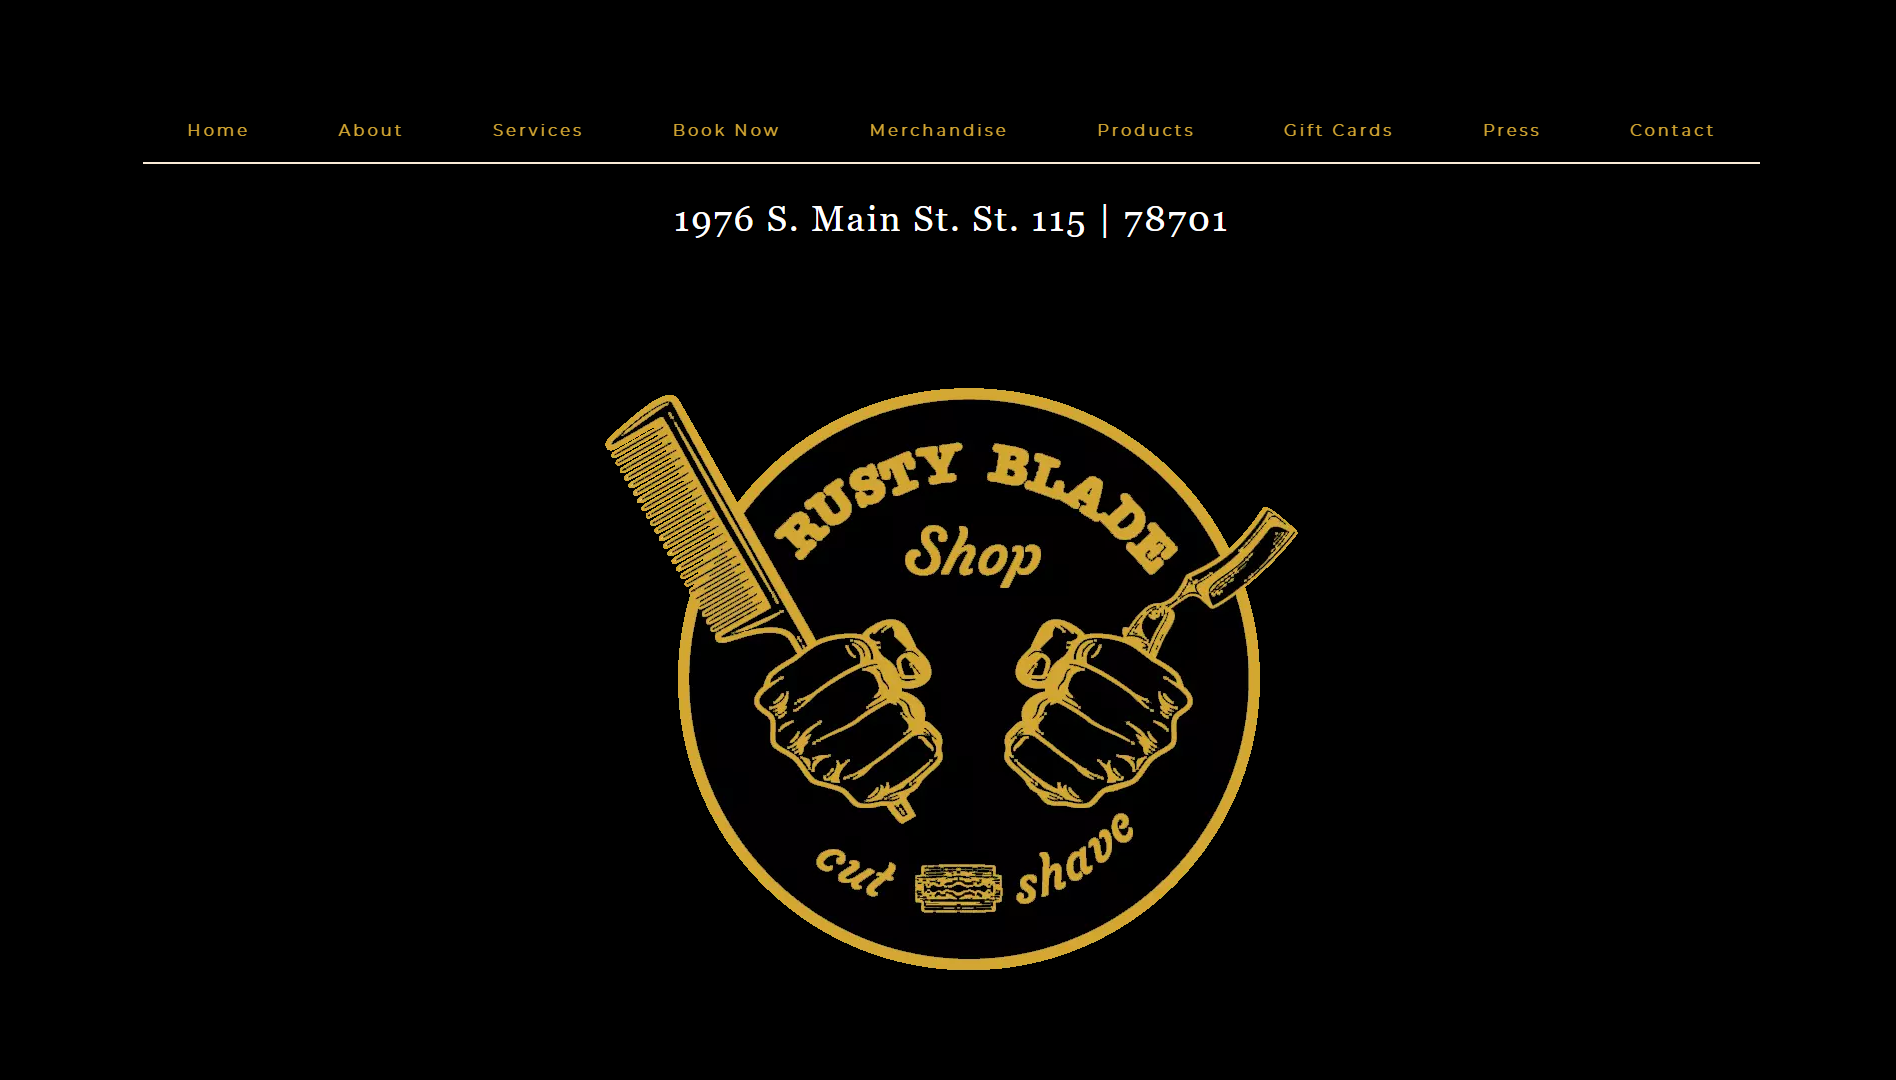 Home About Services Book Now Merchandise Products Gift Cards Press Contact
1976 S. Main St. St. 115 | 78701
RUSTY BLADE
Shop
cut shave